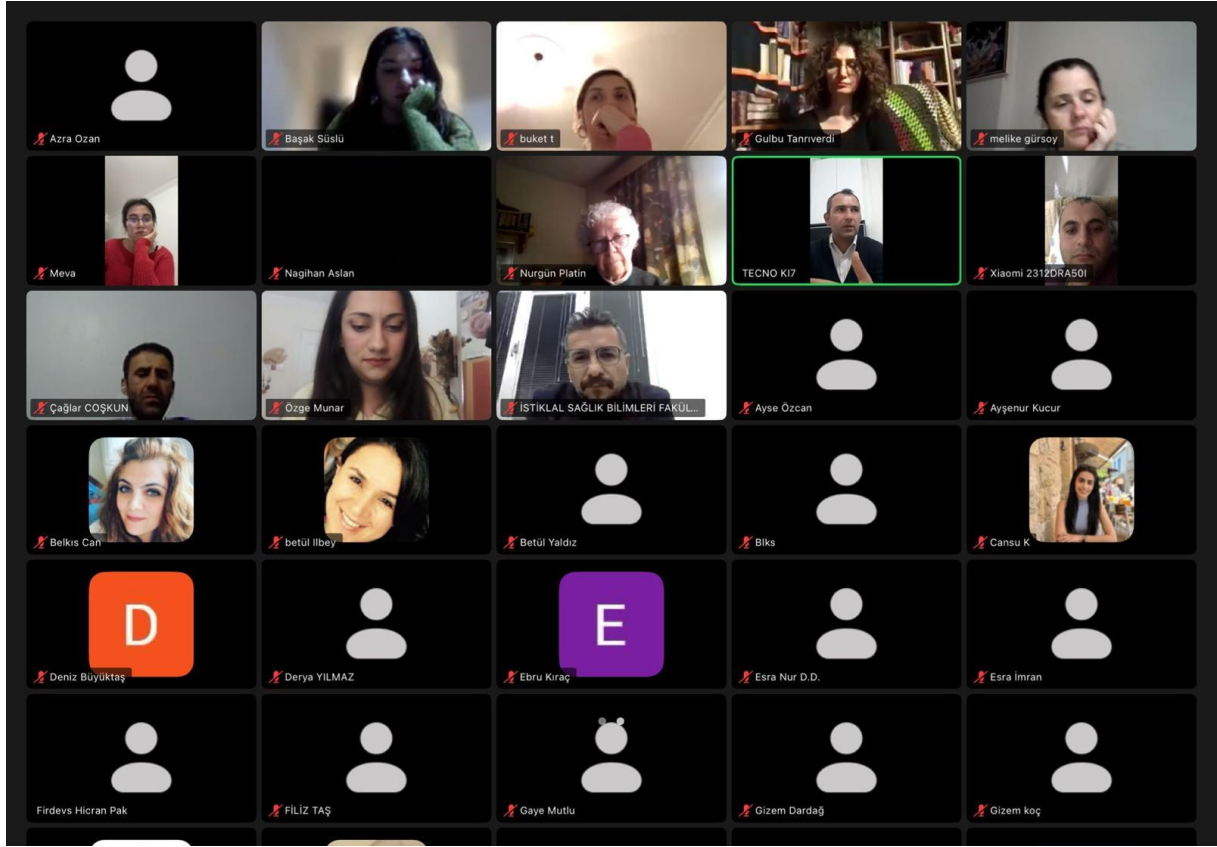 Azra Ozan
Başak Süslü
buket t
Gulbu Tanrıverdi
melike gürsoy
Meva
Nagihan Aslan
Nurgün Platin
TECNO KI7
Xiaomi 2312DRA50I
Çağlar COŞKUN
Özge Munar
İSTİKLAL SAĞLIK BİLİMLERİ FAKÜL...
Ayse Özcan
Ayşenur Kucur
Belkıs Can
betül Ilbey
Betül Yaldız
Blks
Cansu K
D
Deniz Büyüktaş
Derya YILMAZ
E
Ebru Kıraç
Esra Nur D.D.
Esra İmran
Firdevs Hicran Pak
FİLİZ TAŞ
Gaye Mutlu
Gizem Dardağ
Gizem koç